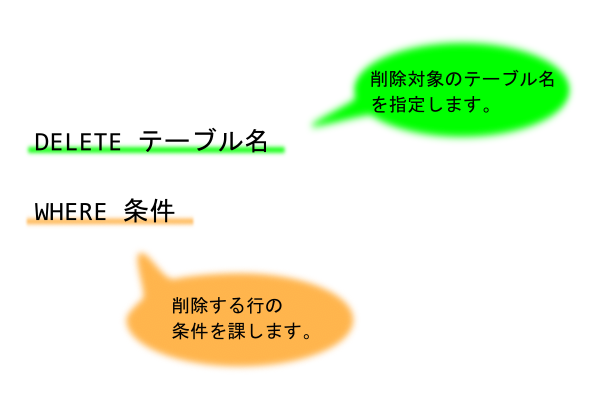 削除対象のテーブル名
を指定します。
DELETE テーブル名
WHERE 条件
削除する行の
条件を課します。